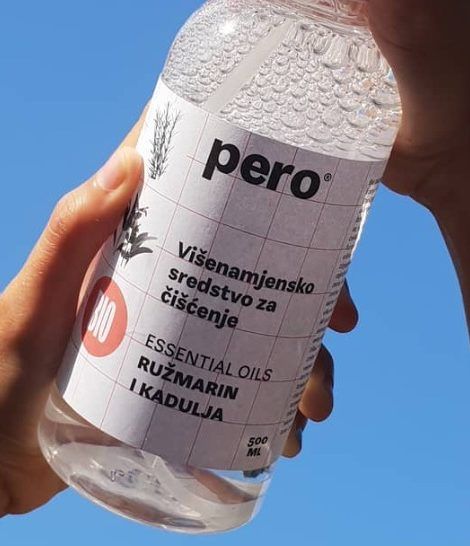 pero®
Višenamjensko
sredstvo za
čišćenje
BIO
ESSENTIAL OILS
RUŽMARIN
I KADULJA
500
ML